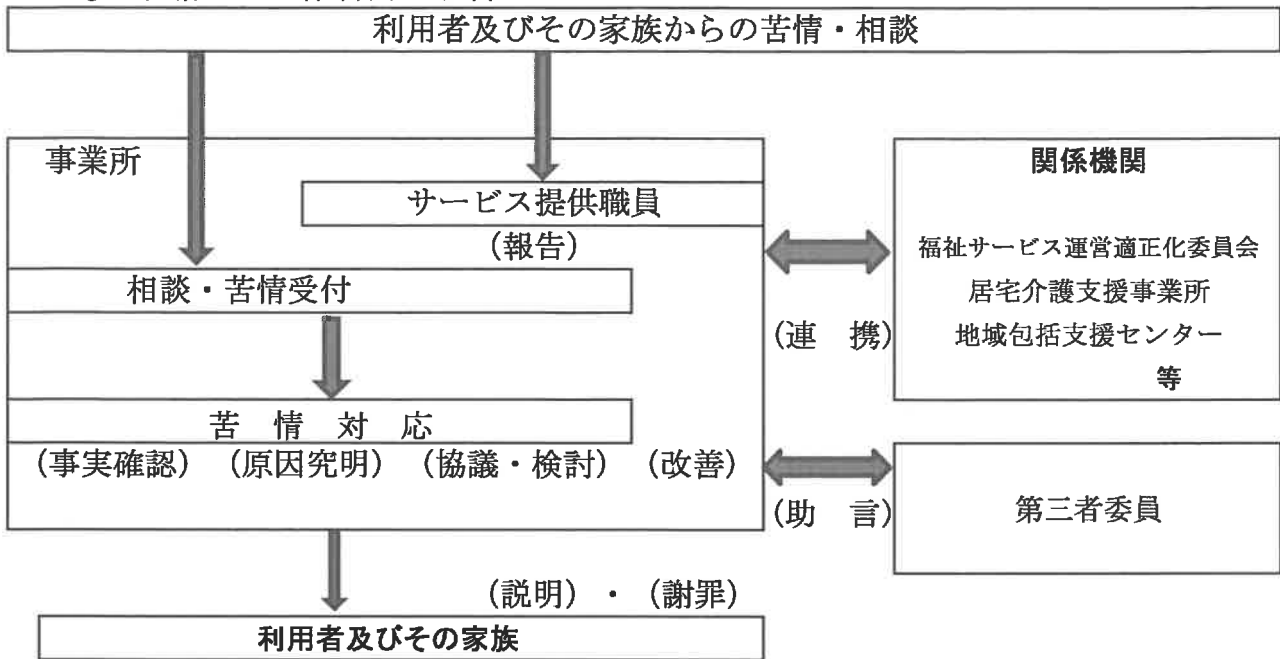 利用者及びその家族からの苦情・相談
事業所
サービス提供職員
(報告)
相談・苦情受付
苦 情 対 応
(事実確認) (原因究明) (協議・検討) (改善)
関係機関
福祉サービス運営適正化委員会
居宅介護支援事業所
地域包括支援センター
等
(連 携)
(助 言)
第三者委員
(説明)・(謝罪)
利用者及びその家族